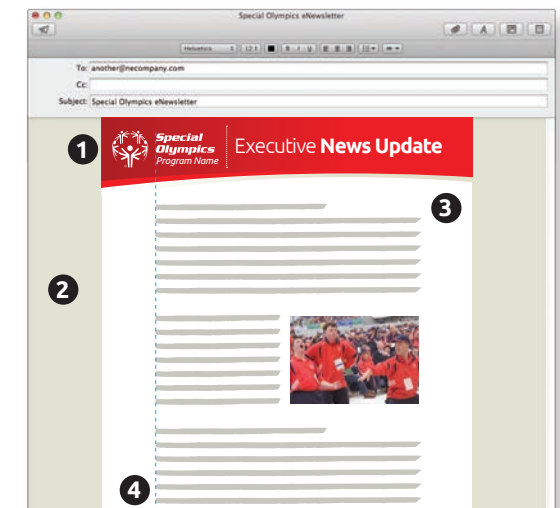 Special Olympics eNewsletter
Helvetica 12 B I U
To: another@necompany.com
Cc:
Subject: Special Olympics eNewsletter
1
Special
Olympics
Program Name
Executive News Update
3
2
4